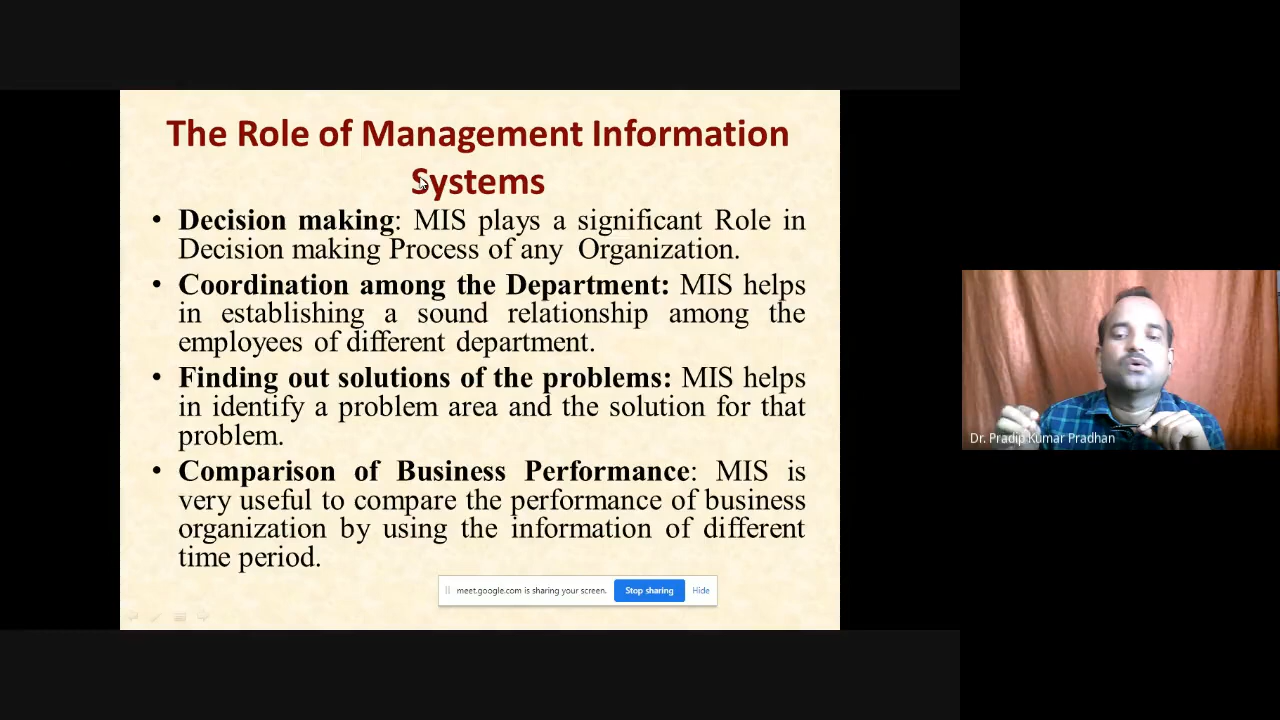 The Role of Management Information
Systems
• Decision making: MIS plays a significant Role in
Decision making Process of any Organization.
• Coordination among the Department: MIS helps
in establishing a sound relationship among the
employees of different department.
• Finding out solutions of the problems: MIS helps
in identify a problem area and the solution for that
problem.
• Comparison of Business Performance: MIS is
very useful to compare the performance of business
organization by using the information of different
time period.
meet.google.com is sharing your screen. Stop sharing Hide
Dr. Pradip Kumar Pradhan